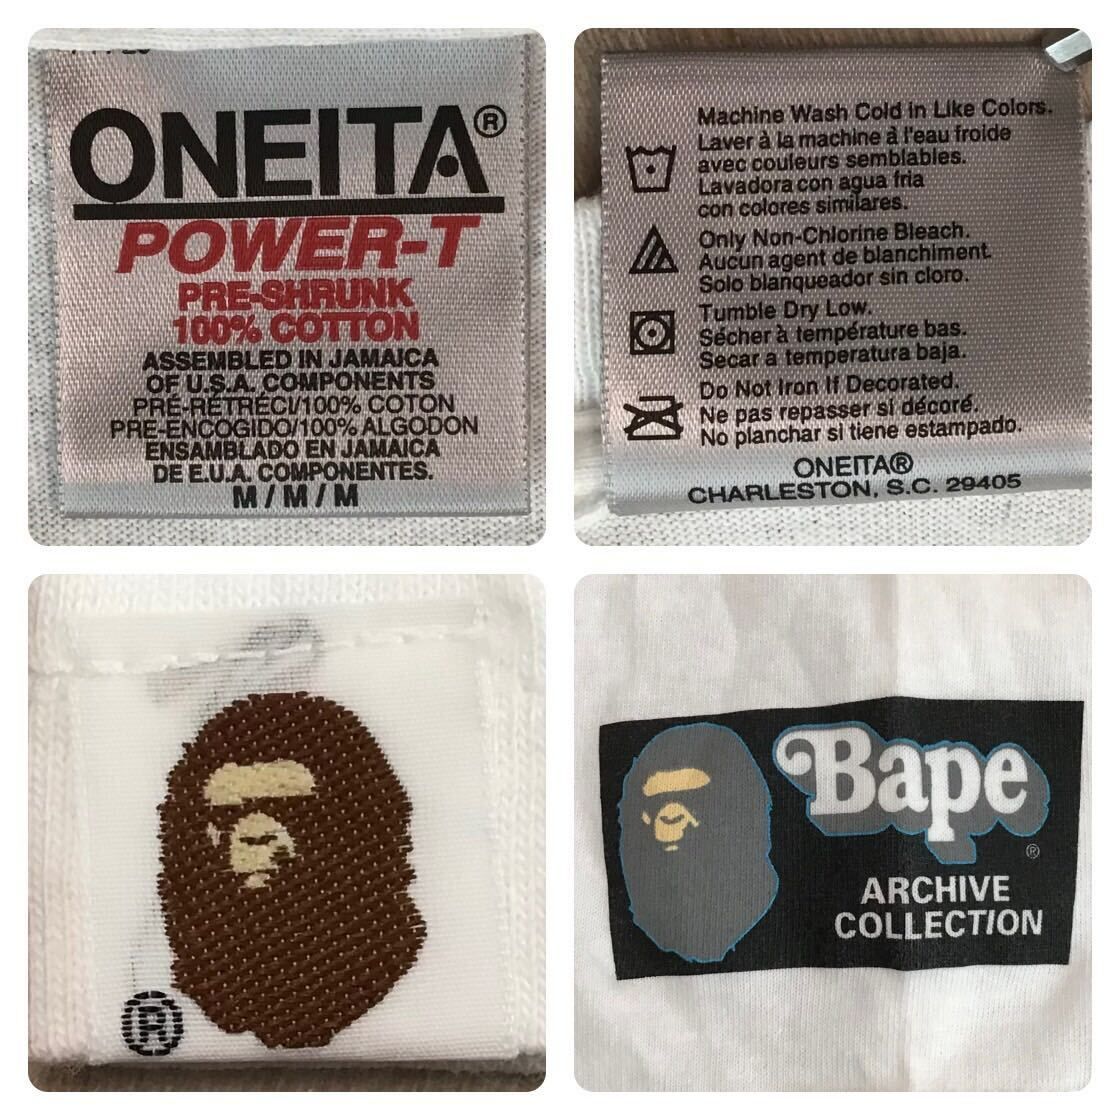 ONEITA®
POWER-T
PRE-SHRUNK
100% COTTON
ASSEMBLED IN JAMAICA
OF U.S.A. COMPONENTS
PRÉ-RÉTRÉCI/100% COTON
PRE-ENCOGIDO/100% ALGODON
ENSAMBLADO EN JAMAICA
DE E.U.A. COMPONENTES.
M / M / M
Machine Wash Cold in Like Colors.
Laver à la machine à l'eau froide
avec couleurs semblables.
Lavadora con agua fria
con colores similares.
Only Non-Chlorine Bleach.
Aucun agent de blanchiment.
Solo blanqueador sin cloro.
Tumble Dry Low.
Sécher à température bas.
Secar a temperatura baja.
Do Not Iron If Decorated.
Ne pas repasser si décoré.
No planchar si tiene estampado.
ONEITA®
CHARLESTON, S.C. 29405
®
Bape
®
ARCHIVE
COLLECTION